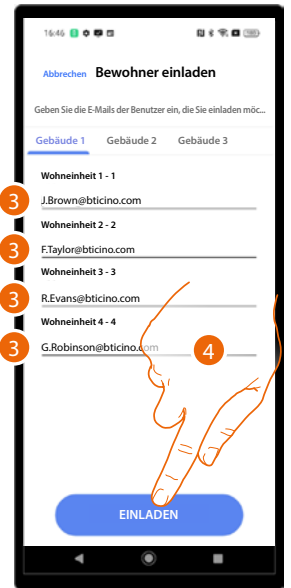 16:46
Abbrechen Bewohner einladen
Geben Sie die E-Mails der Benutzer ein, die Sie einladen möc...
Gebäude 1 Gebäude 2 Gebäude 3
Wohneinheit 1 - 1
3 J.Brown@bticino.com
Wohneinheit 2 - 2
3 F.Taylor@bticino.com
Wohneinheit 3 - 3
3 R.Evans@bticino.com
Wohneinheit 4 - 4
3 G.Robinson@bticino.com
4
EINLADEN